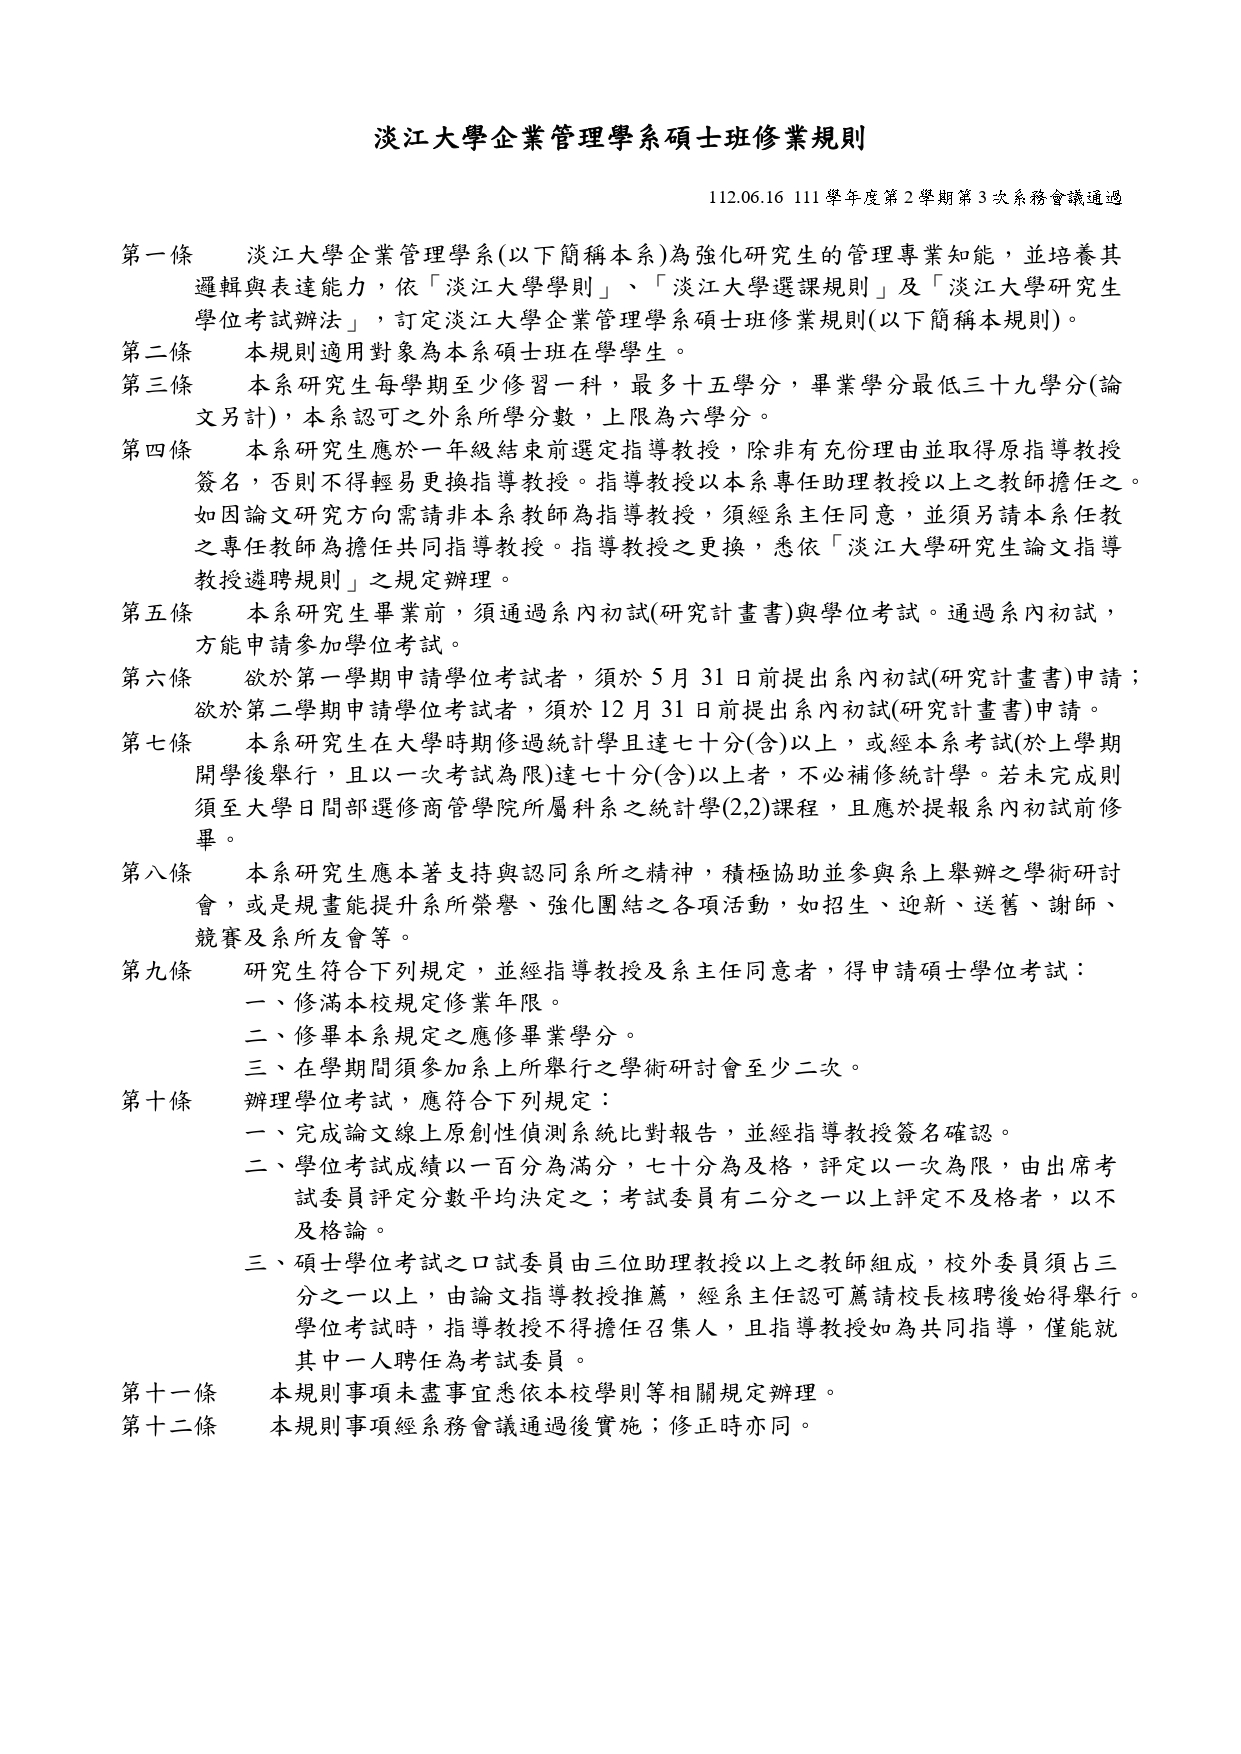 淡江大學企業管理學系碩士班修業規則
112.06.16 111 學年度第 2 學期第 3 次系務會議通過
第一條 淡江大學企業管理學系(以下簡稱本系)為強化研究生的管理專業知能，並培養其
邏輯與表達能力，依「淡江大學學則」、「淡江大學選課規則」及「淡江大學研究生
學位考試辦法」，訂定淡江大學企業管理學系碩士班修業規則(以下簡稱本規則)。
第二條 本規則適用對象為本系碩士班在學學生。
第三條 本系研究生每學期至少修習一科，最多十五學分，畢業學分最低三十九學分(論
文另計)，本系認可之外系所學分數，上限為六學分。
第四條 本系研究生應於一年級結束前選定指導教授，除非有充份理由並取得原指導教授
簽名，否則不得輕易更換指導教授。指導教授以本系專任助理教授以上之教師擔任之。
如因論文研究方向需請非本系教師為指導教授，須經系主任同意，並須另請本系任教
之專任教師為擔任共同指導教授。指導教授之更換，悉依「淡江大學研究生論文指導
教授遴聘規則」之規定辦理。
第五條 本系研究生畢業前，須通過系內初試(研究計畫書)與學位考試。通過系內初試，
方能申請參加學位考試。
第六條 欲於第一學期申請學位考試者，須於 5 月 31 日前提出系內初試(研究計畫書)申請；
欲於第二學期申請學位考試者，須於 12 月 31 日前提出系內初試(研究計畫書)申請。
第七條 本系研究生在大學時期修過統計學且達七十分(含)以上，或經本系考試(於上學期
開學後舉行，且以一次考試為限)達七十分(含)以上者，不必補修統計學。若未完成則
須至大學日間部選修商管學院所屬科系之統計學(2,2)課程，且應於提報系內初試前修
畢。
第八條 本系研究生應本著支持與認同系所之精神，積極協助並參與系上舉辦之學術研討
會，或是規畫能提升系所榮譽、強化團結之各項活動，如招生、迎新、送舊、謝師、
競賽及系所友會等。
第九條 研究生符合下列規定，並經指導教授及系主任同意者，得申請碩士學位考試：
一、修滿本校規定修業年限。
二、修畢本系規定之應修畢業學分。
三、在學期間須參加系上所舉行之學術研討會至少二次。
第十條 辦理學位考試，應符合下列規定：
一、完成論文線上原創性偵測系統比對報告，並經指導教授簽名確認。
二、學位考試成績以一百分為滿分，七十分為及格，評定以一次為限，由出席考
試委員評定分數平均決定之；考試委員有二分之一以上評定不及格者，以不
及格論。
三、碩士學位考試之口試委員由三位助理教授以上之教師組成，校外委員須占三
分之一以上，由論文指導教授推薦，經系主任認可薦請校長核聘後始得舉行。
學位考試時，指導教授不得擔任召集人，且指導教授如為共同指導，僅能就
其中一人聘任為考試委員。
第十一條 本規則事項未盡事宜悉依本校學則等相關規定辦理。
第十二條 本規則事項經系務會議通過後實施；修正時亦同。